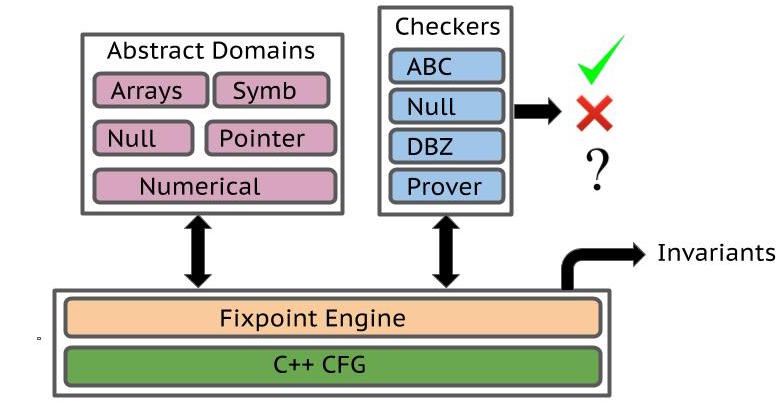 Abstract Domains
Arrays
Symb
Null
Pointer
Numerical
Checkers
ABC
Null
DBZ
Prover
?
Invariants
Fixpoint Engine
C++ CFG